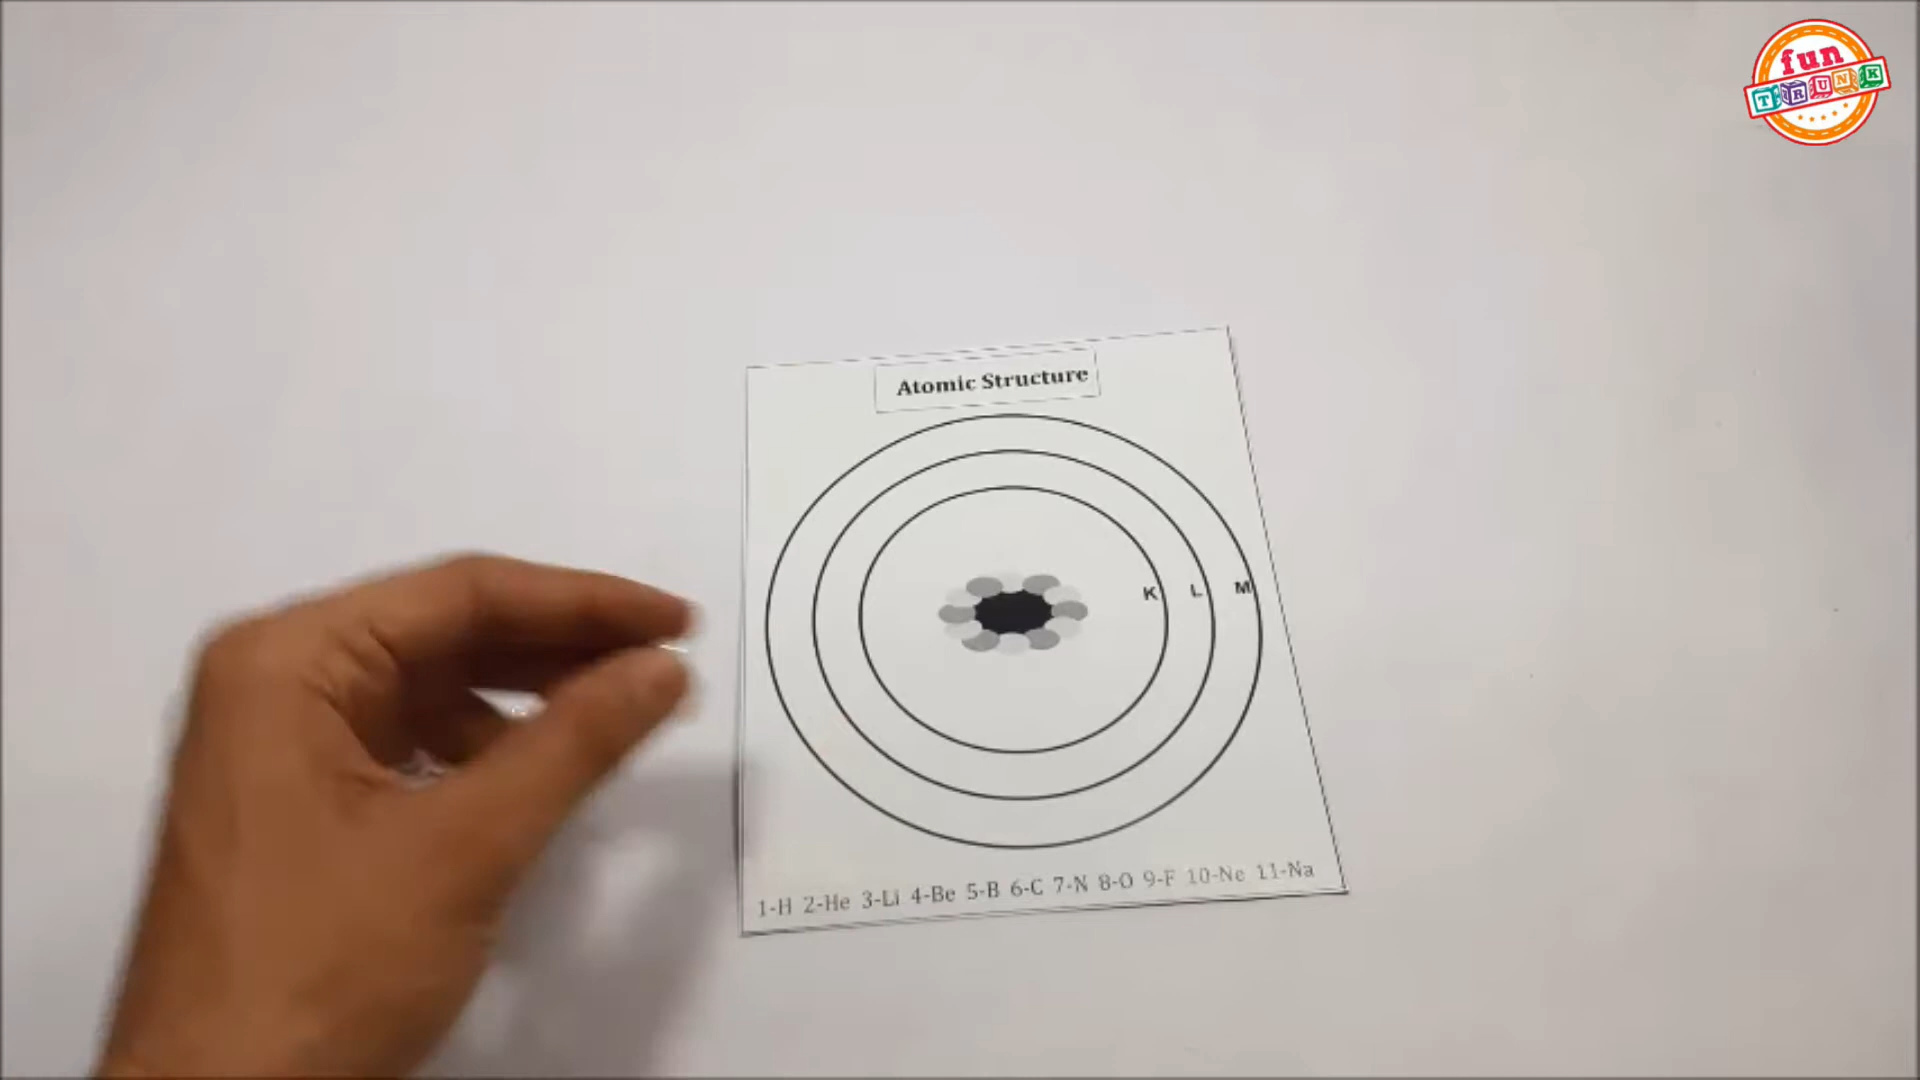 fun
TRUNK
Atomic Structure
K L M
1-H 2-He 3-Li 4-Be 5-B 6-C 7-N 8-O 9-F 10-Ne 11-Na